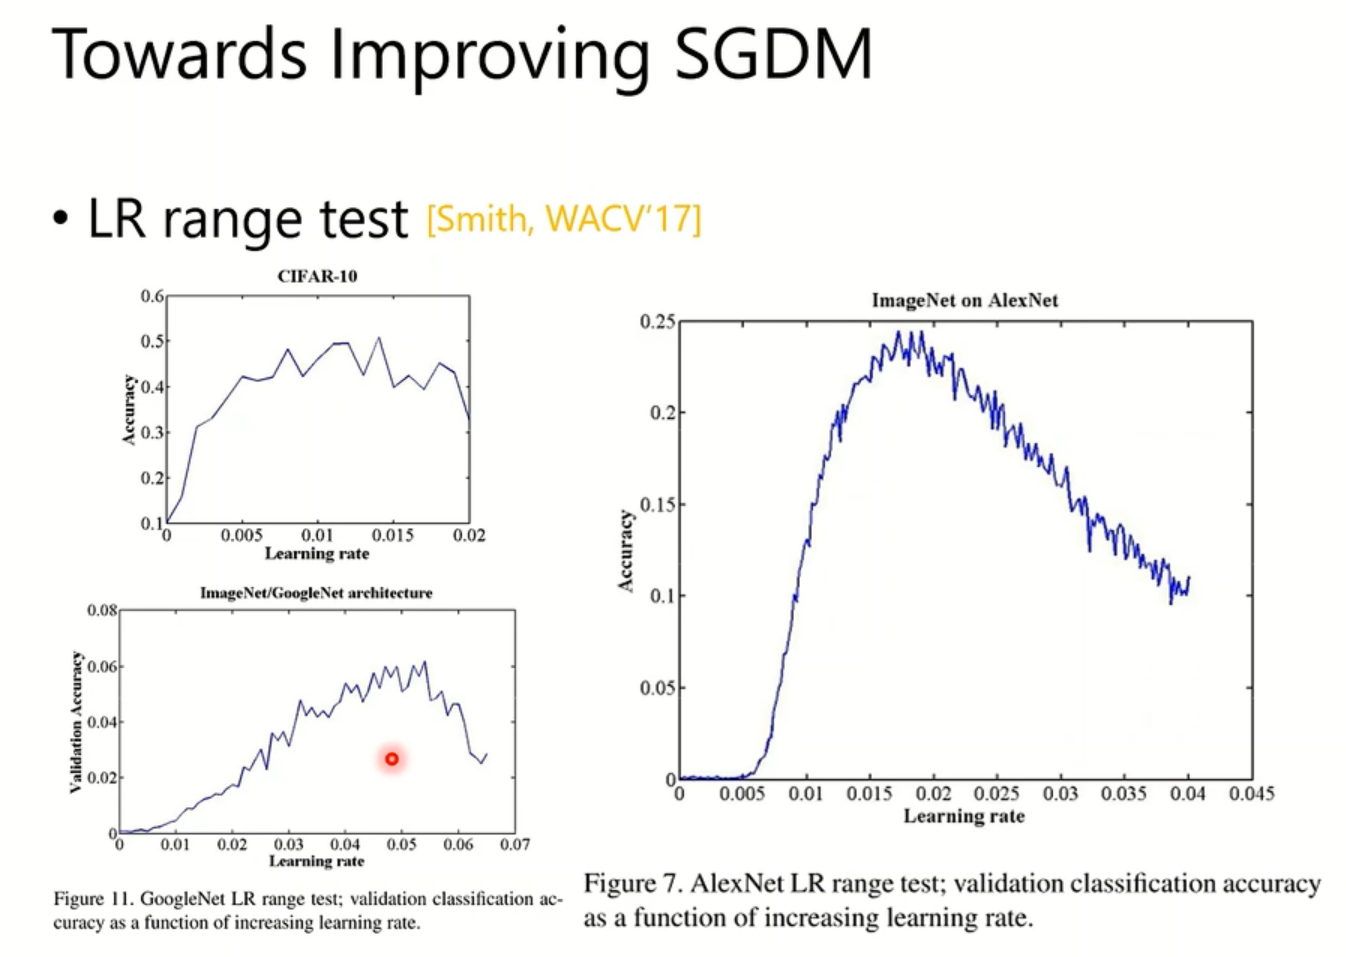 Towards Improving SGDM
• LR range test [Smith, WACV'17]
CIFAR-10
0.6
0.5
0.4
0.3
0.2
0.1
Accuracy
0
0.005
0.01
0.015
0.02
Learning rate
ImageNet/GoogleNet architecture
0.08
0.06
0.04
0.02
0
Validation Accuracy
0
0.01
0.02
0.03
0.04
0.05
0.06
0.07
Learning rate
Figure 11. GoogleNet LR range test; validation classification ac-
curacy as a function of increasing learning rate.
ImageNet on AlexNet
0.25
0.2
0.15
0.1
0.05
0
Accuracy
0
0.005
0.01
0.015
0.02
0.025
0.03
0.035
0.04
0.045
Learning rate
Figure 7. AlexNet LR range test; validation classification accuracy
as a function of increasing learning rate.